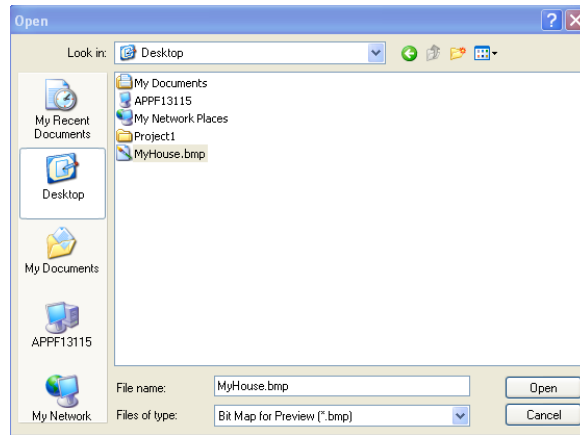 Open
Look in: Desktop
My Recent
Documents
Desktop
My Documents
APPF13115
My Network
My Documents
APPF13115
My Network Places
Project1
MyHouse.bmp
File name: MyHouse.bmp Open
Files of type: Bit Map for Preview (*.bmp) Cancel